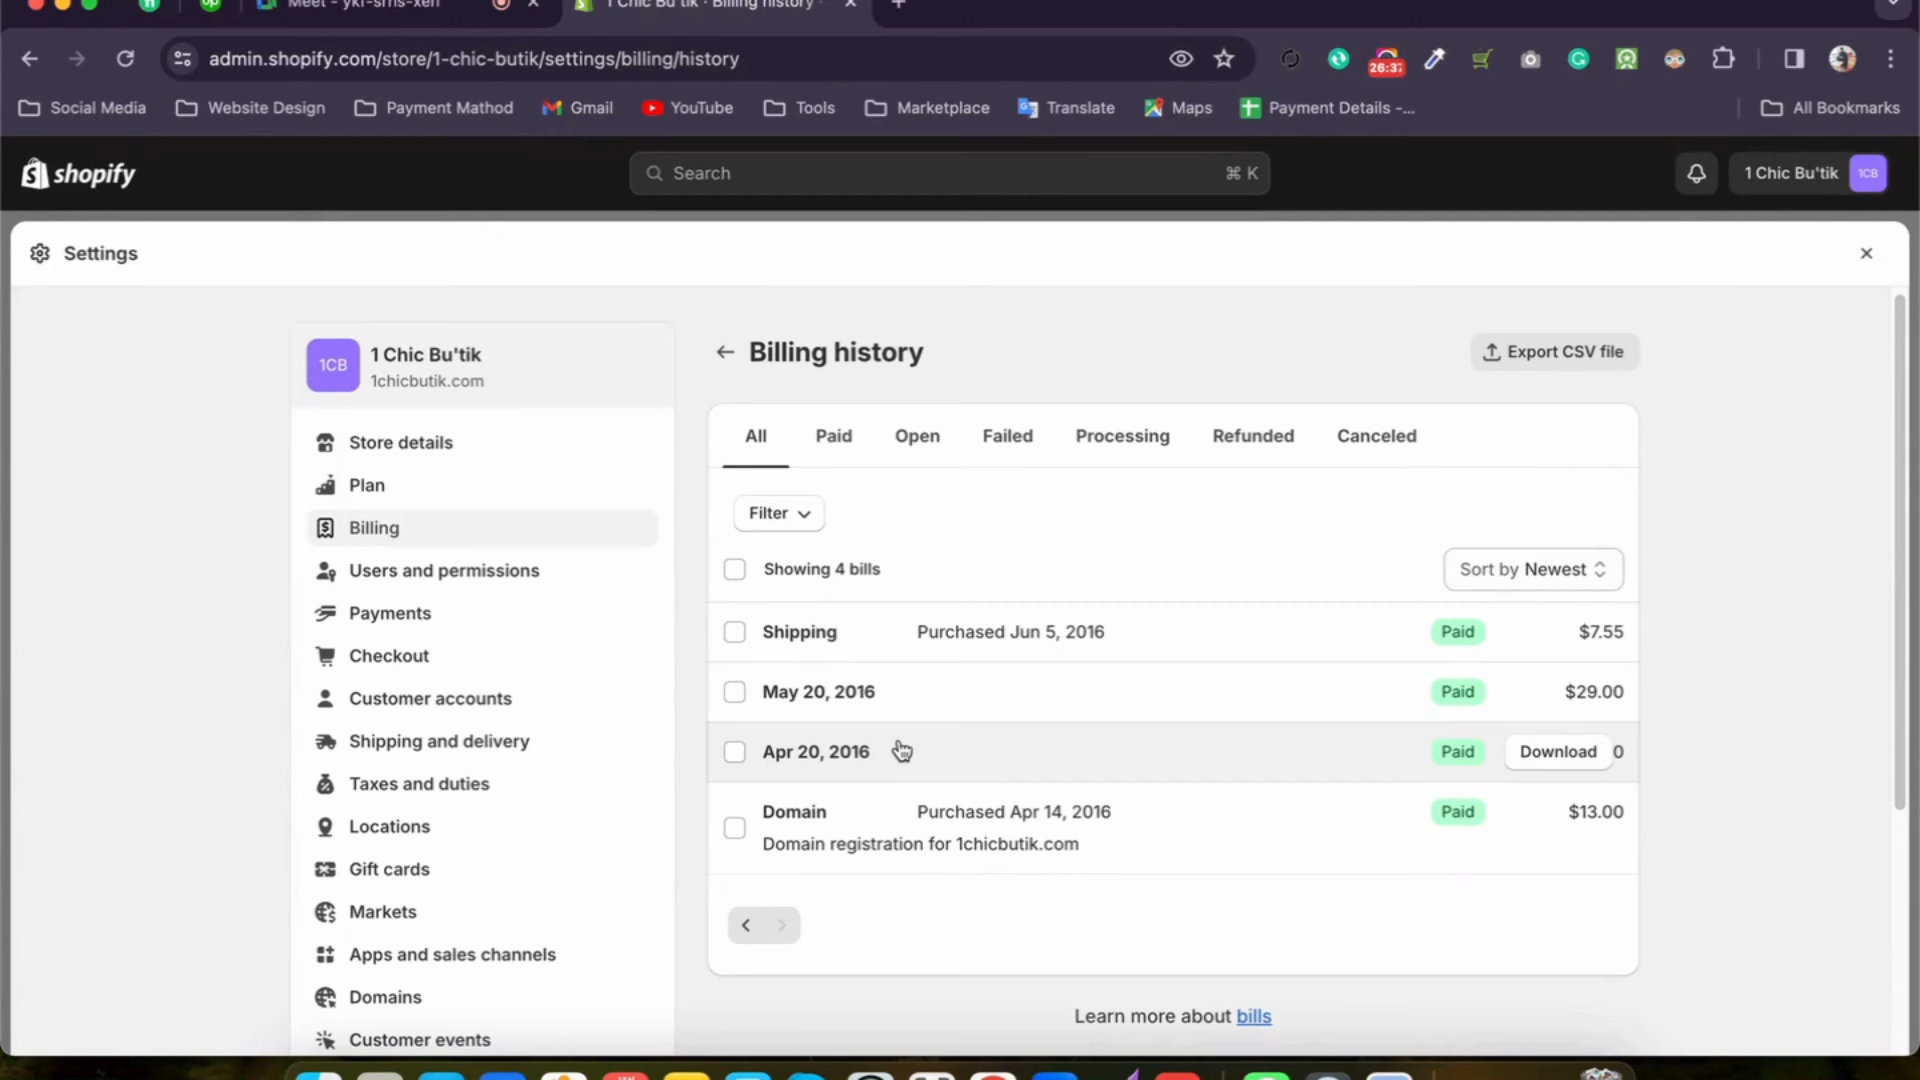 Meet - ykf-srns-xen
1 Chic Bu'tik · Billing history ·
admin.shopify.com/store/1-chic-butik/settings/billing/history
26:37
Social Media
Website Design
Payment Mathod
Gmail
YouTube
Tools
Marketplace
Translate
Maps
Payment Details -...
All Bookmarks
shopify
Search
⌘ K
1 Chic Bu'tik
1CB
Settings
1CB
1 Chic Bu'tik
1chicbutik.com
Store details
Plan
Billing
Users and permissions
Payments
Checkout
Customer accounts
Shipping and delivery
Taxes and duties
Locations
Gift cards
Markets
Apps and sales channels
Domains
Customer events
Billing history
Export CSV file
All Paid Open Failed Processing Refunded Canceled
Filter
Showing 4 bills
Sort by Newest
Shipping Purchased Jun 5, 2016 Paid $7.55
May 20, 2016 Paid $29.00
Apr 20, 2016 Paid Download 0
Domain Purchased Apr 14, 2016 Paid $13.00
Domain registration for 1chicbutik.com
Learn more about bills